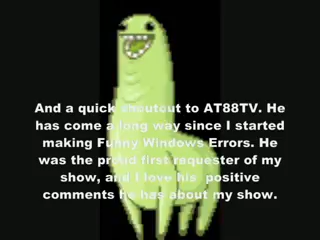 And a quick shoutout to AT88TV. He
has come a long way since I started
making Funny Windows Errors. He
was the proud first requester of my
show, and I love his  positive
comments he has about my show.